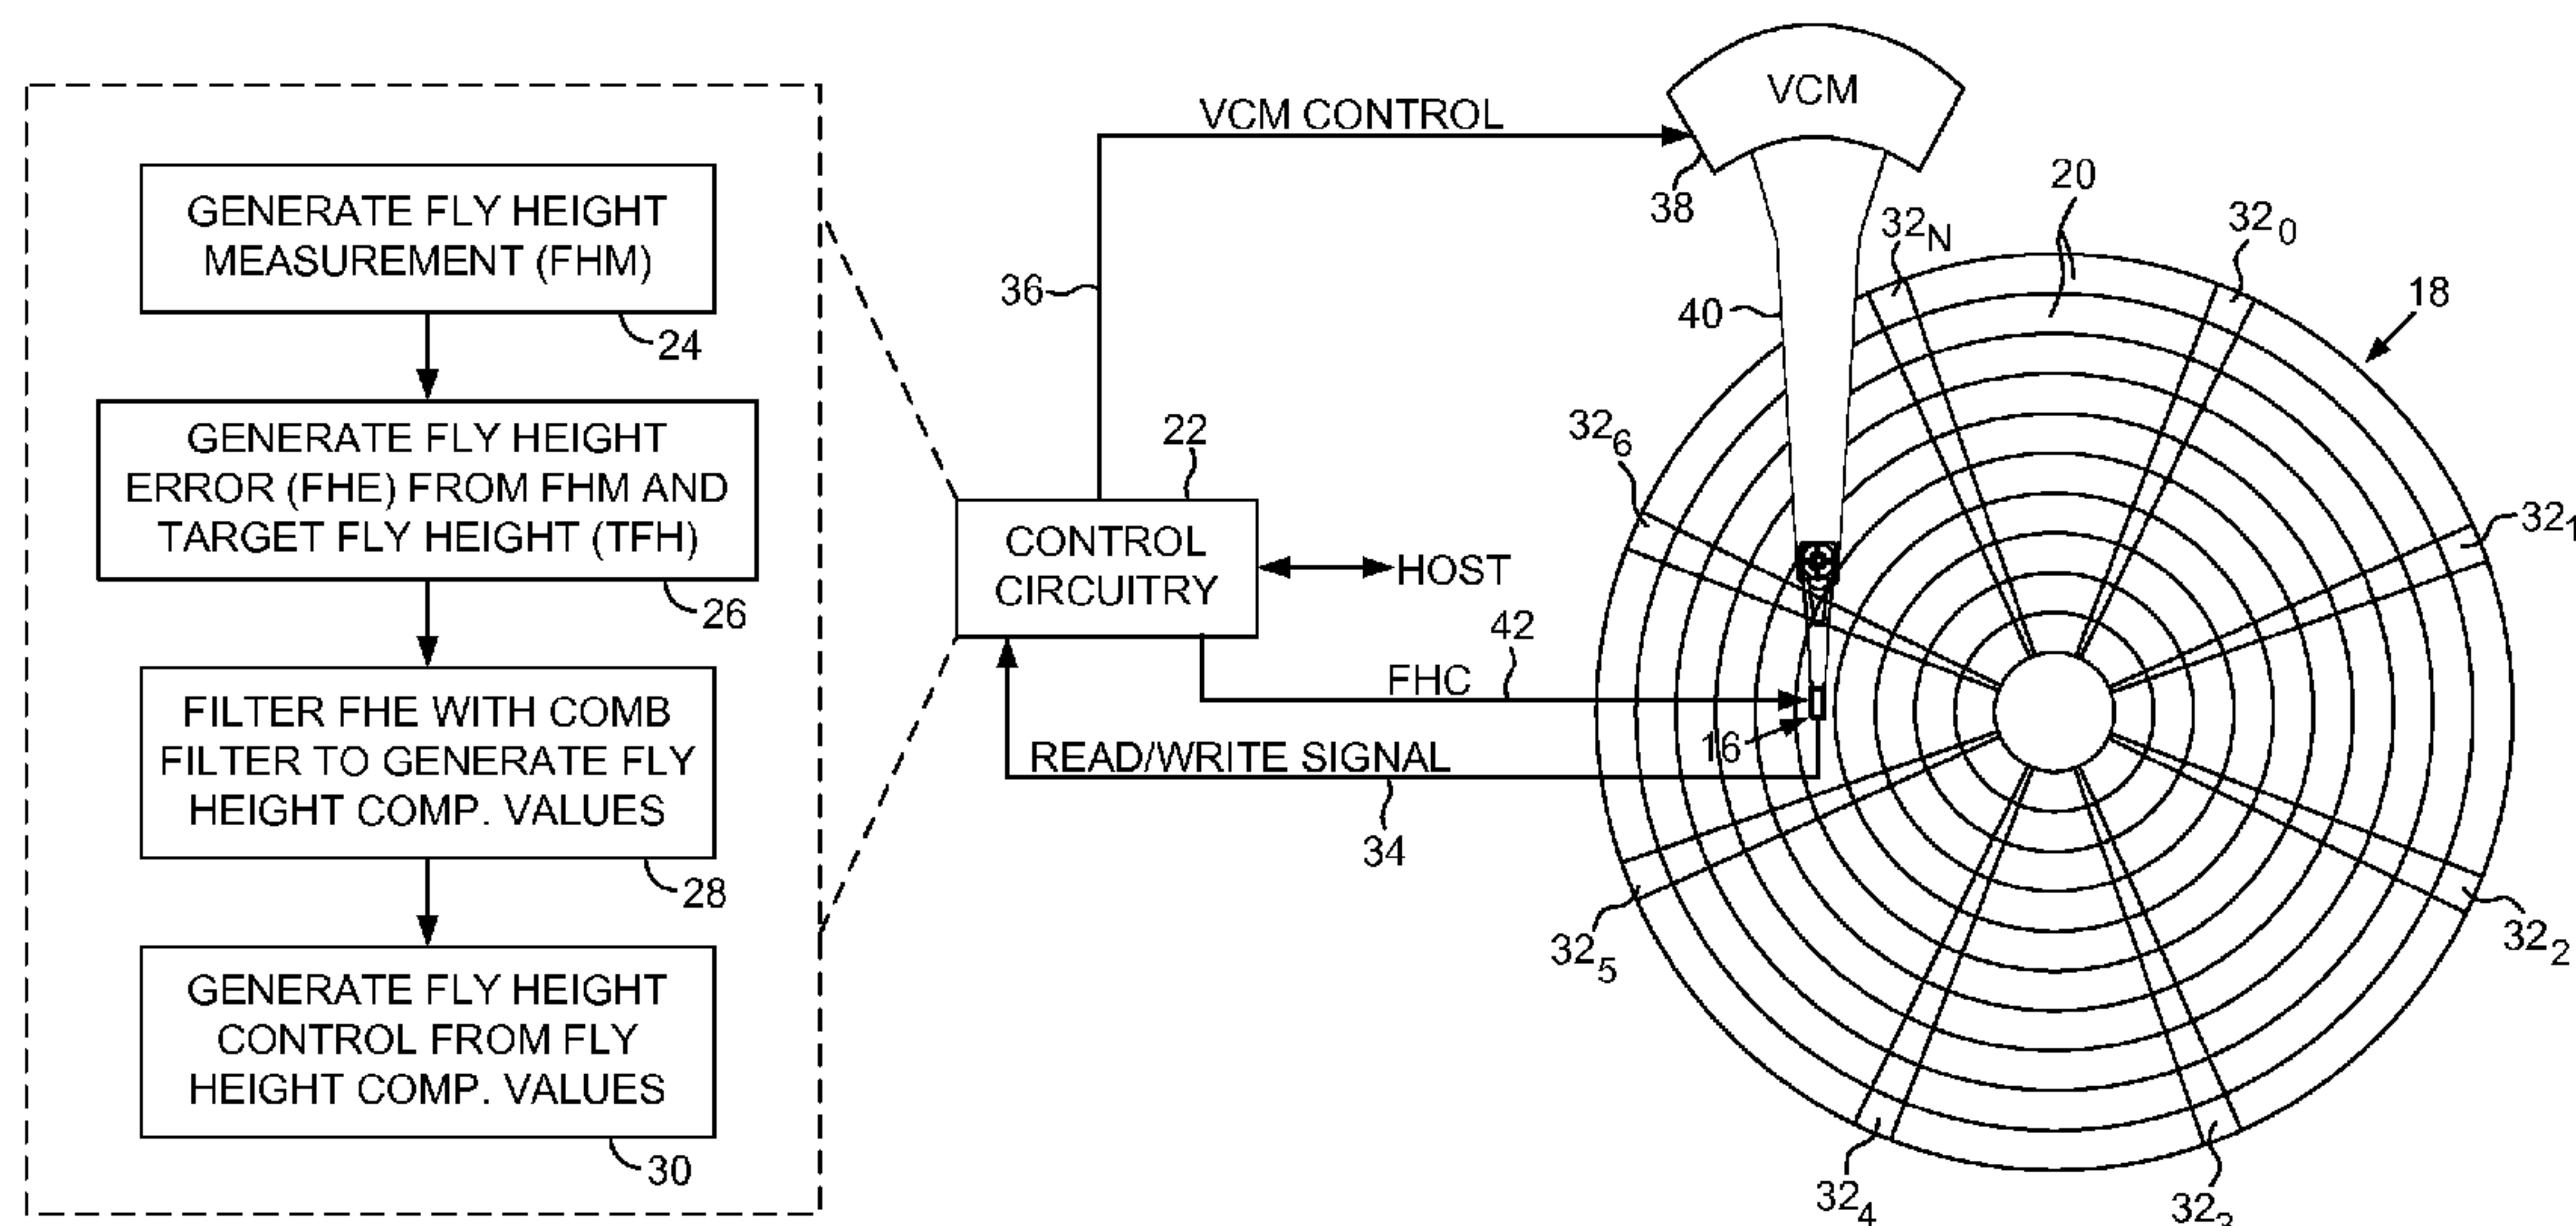 GENERATE FLY HEIGHT
MEASUREMENT (FHM)
24
GENERATE FLY HEIGHT
ERROR (FHE) FROM FHM AND
TARGET FLY HEIGHT (TFH)
26
FILTER FHE WITH COMB
FILTER TO GENERATE FLY
HEIGHT COMP. VALUES
28
GENERATE FLY HEIGHT
CONTROL FROM FLY
HEIGHT COMP. VALUES
30
VCM CONTROL
36
22
CONTROL
CIRCUITRY
HOST
FHC
42
READ/WRITE SIGNAL
34
VCM
38
40
16
20
18
32N
320
321
322
323
324
325
326